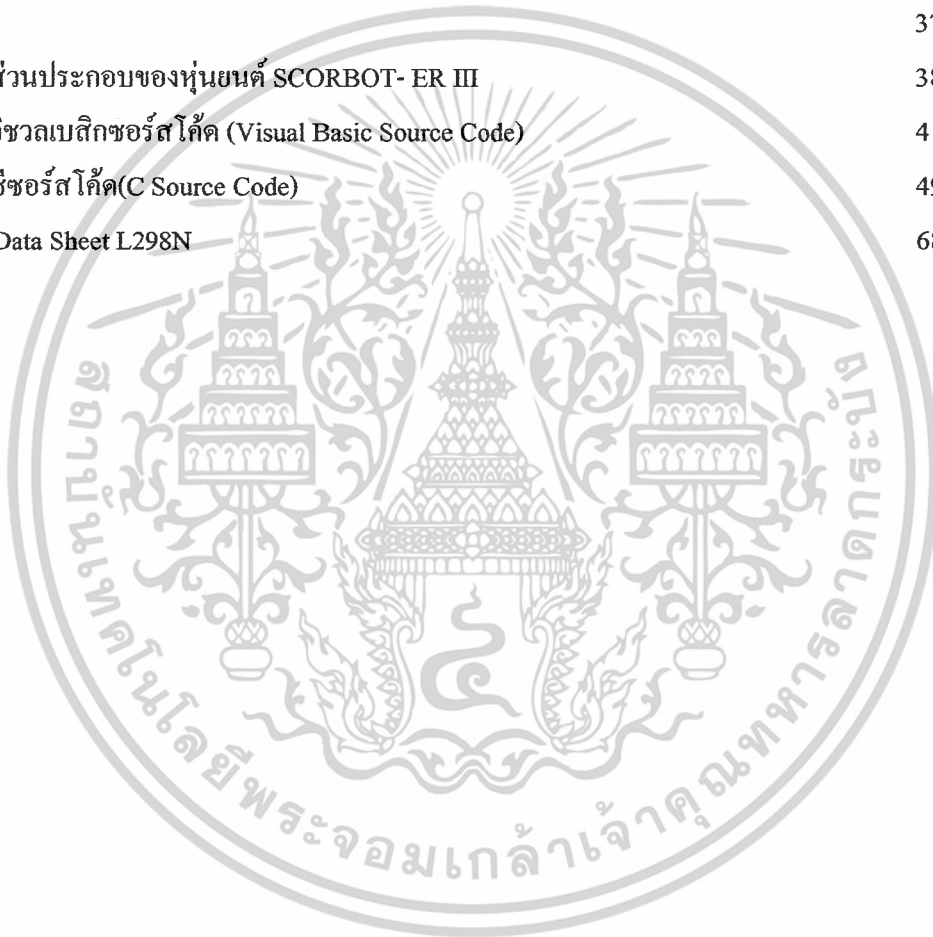 37
ส่วนประกอบของหุ่นยนต์ SCORBOT- ER III 38
วิชวลเบสิกซอร์สโค้ด (Visual Basic Source Code) 4
ซีซอร์สโค้ด(C Source Code) 49
Data Sheet L298N 68
สถาบันเทคโนโลยีพระจอมเกล้าเจ้าคุณทหารลาดกระบัง